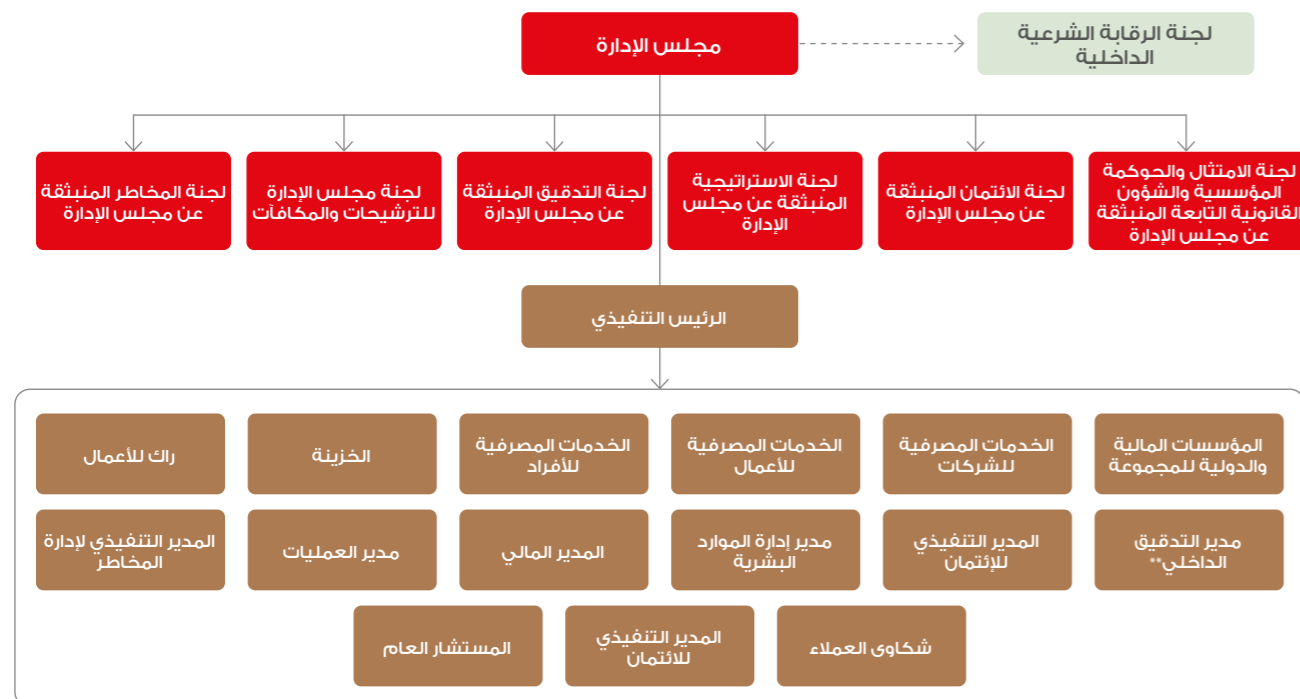 مجلس الإدارة
لجنة الرقابة الشرعية
الداخلية
لجنة الامتثال والحوكمة
المؤسسية والشؤون
القانونية التابعة المنبثقة
عن مجلس الإدارة
لجنة الائتمان المنبثقة
عن مجلس الإدارة
لجنة الاستراتيجية
المنبثقة عن مجلس
الإدارة
لجنة التدقيق المنبثقة
عن مجلس الإدارة
لجنة مجلس الإدارة
للترشيحات والمكافآت
لجنة المخاطر المنبثقة
عن مجلس الإدارة
الرئيس التنفيذي
المؤسسات المالية
والدولية للمجموعة
الخدمات المصرفية
للشركات
الخدمات المصرفية
للأعمال
الخدمات المصرفية
للأفراد
الخزينة
راك للأعمال
مدير التدقيق
الداخلي**
المدير التنفيذي
للإئتمان
مدير إدارة الموارد
البشرية
المدير المالي
مدير العمليات
المدير التنفيذي لإدارة
المخاطر
شكاوى العملاء
المدير التنفيذي
للائتمان
المستشار العام